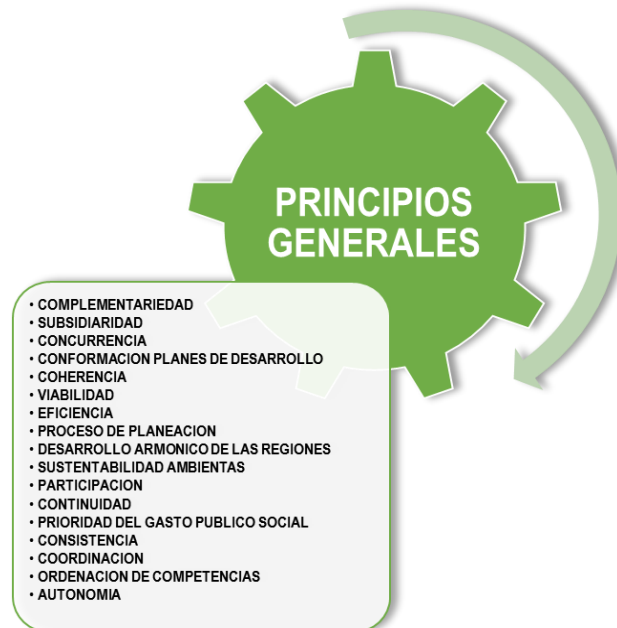 PRINCIPIOS
GENERALES
• COMPLEMENTARIEDAD
• SUBSIDIARIDAD
• CONCURRENCIA
• CONFORMACION PLANES DE DESARROLLO
• COHERENCIA
• VIABILIDAD
• EFICIENCIA
• PROCESO DE PLANEACION
• DESARROLLO ARMONICO DE LAS REGIONES
• SUSTENTABILIDAD AMBIENTAS
• PARTICIPACION
• CONTINUIDAD
• PRIORIDAD DEL GASTO PUBLICO SOCIAL
• CONSISTENCIA
• COORDINACION
• ORDENACION DE COMPETENCIAS
• AUTONOMIA